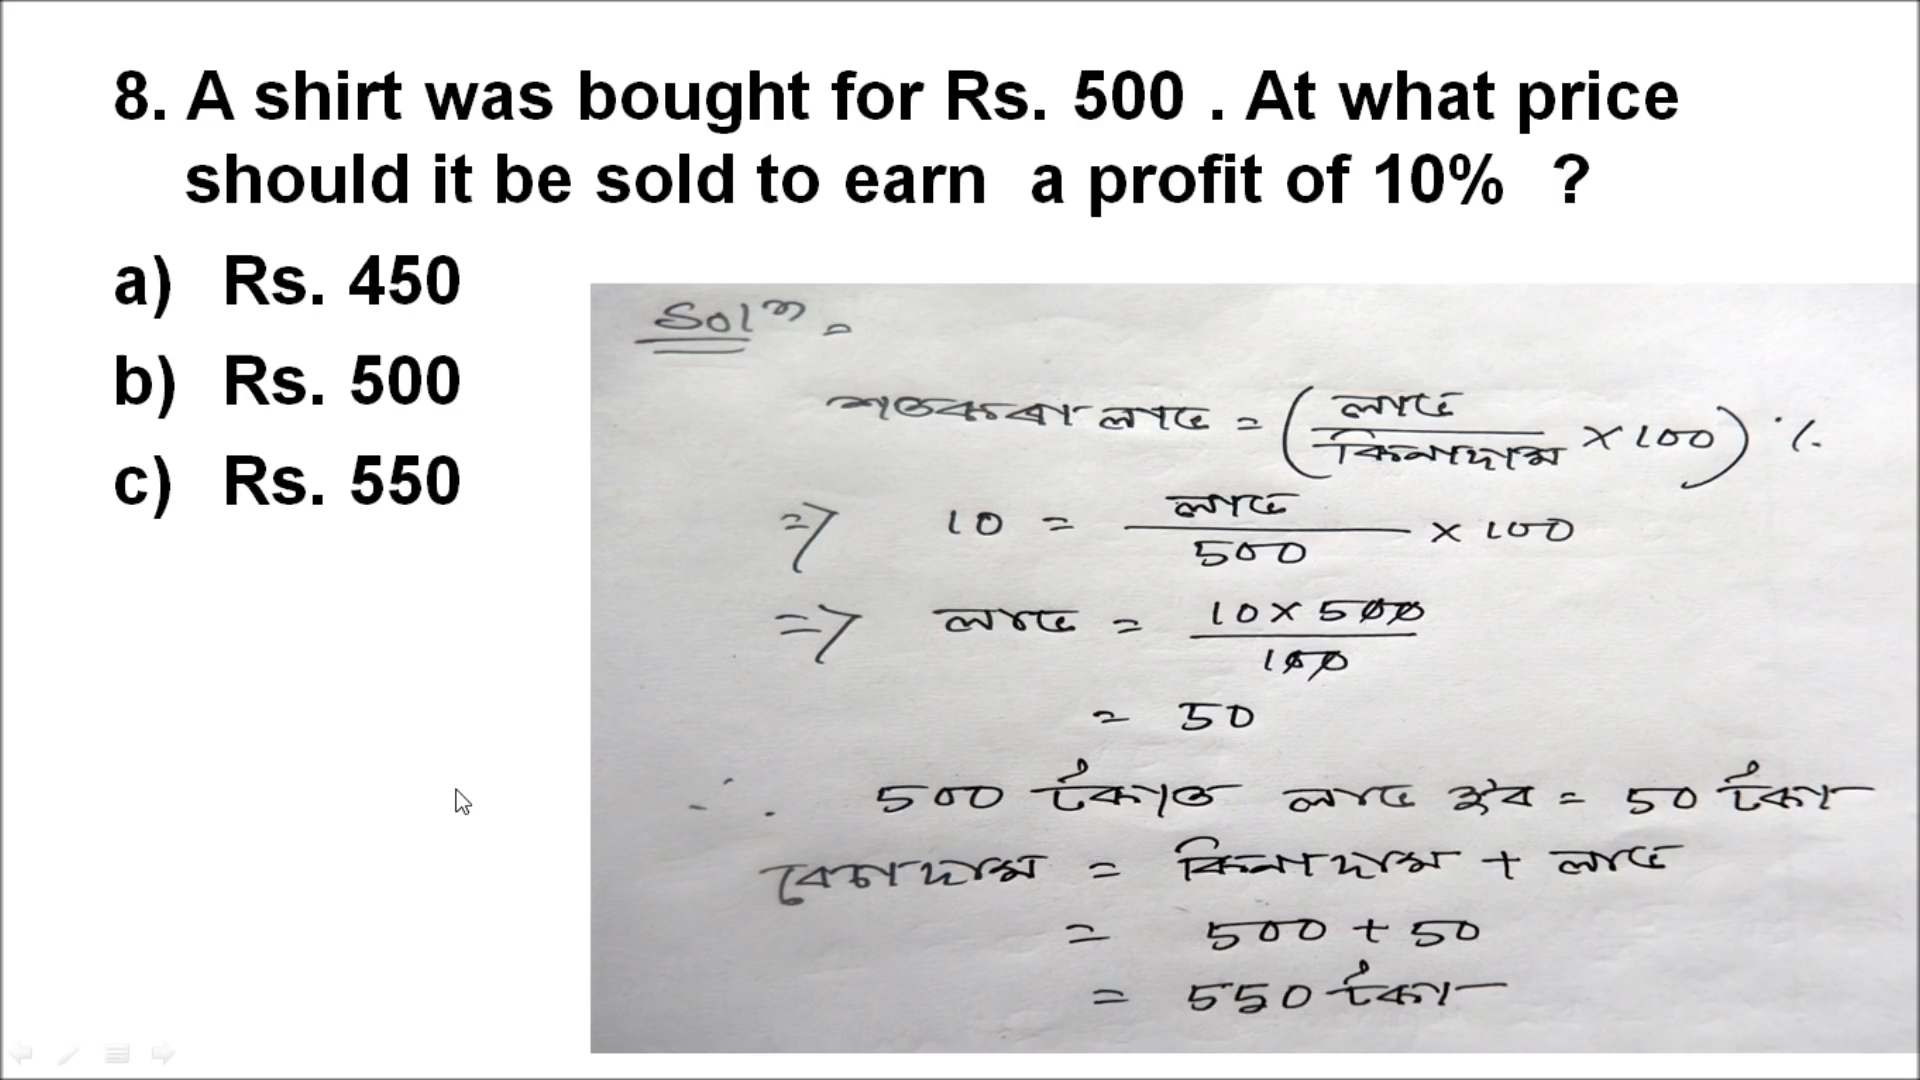 8. A shirt was bought for Rs. 500 . At what price
should it be sold to earn a profit of 10% ?
a) Rs. 450
b) Rs. 500
c) Rs. 550
Solⁿ =
শতকৰা লাভ = (লাভ / কিনাদাম × 100) %
=> 10 = লাভ / 500 × 100
=> লাভ = 10 × 500 / 100
= 50
∴ 500 টকাত লাভ হ'ব = 50 টকা
বেচাদাম = কিনাদাম + লাভ
= 500 + 50
= 550 টকা